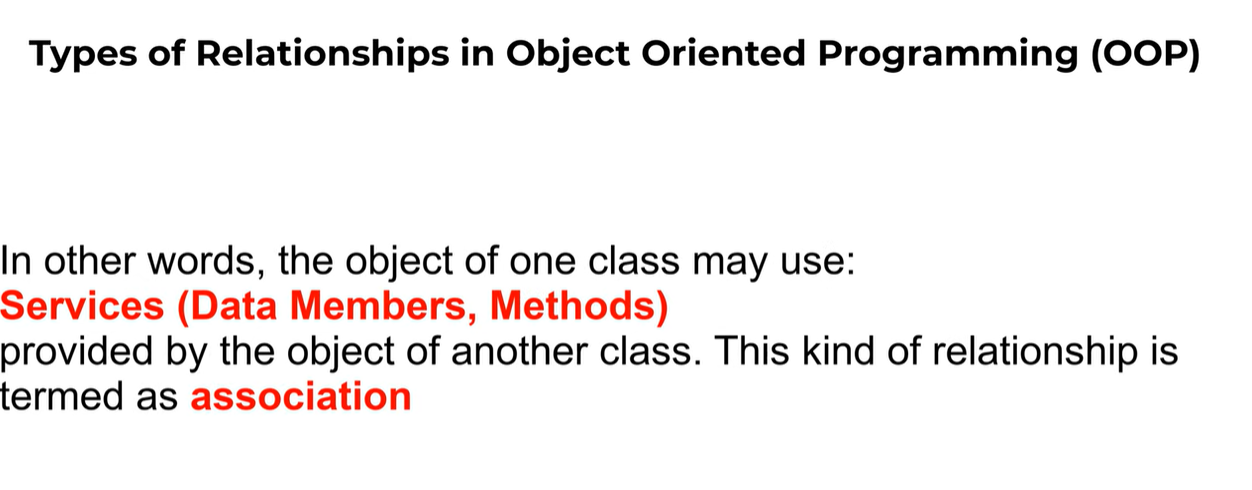 Types of Relationships in Object Oriented Programming (OOP)
In other words, the object of one class may use:
Services (Data Members, Methods)
provided by the object of another class. This kind of relationship is
termed as association